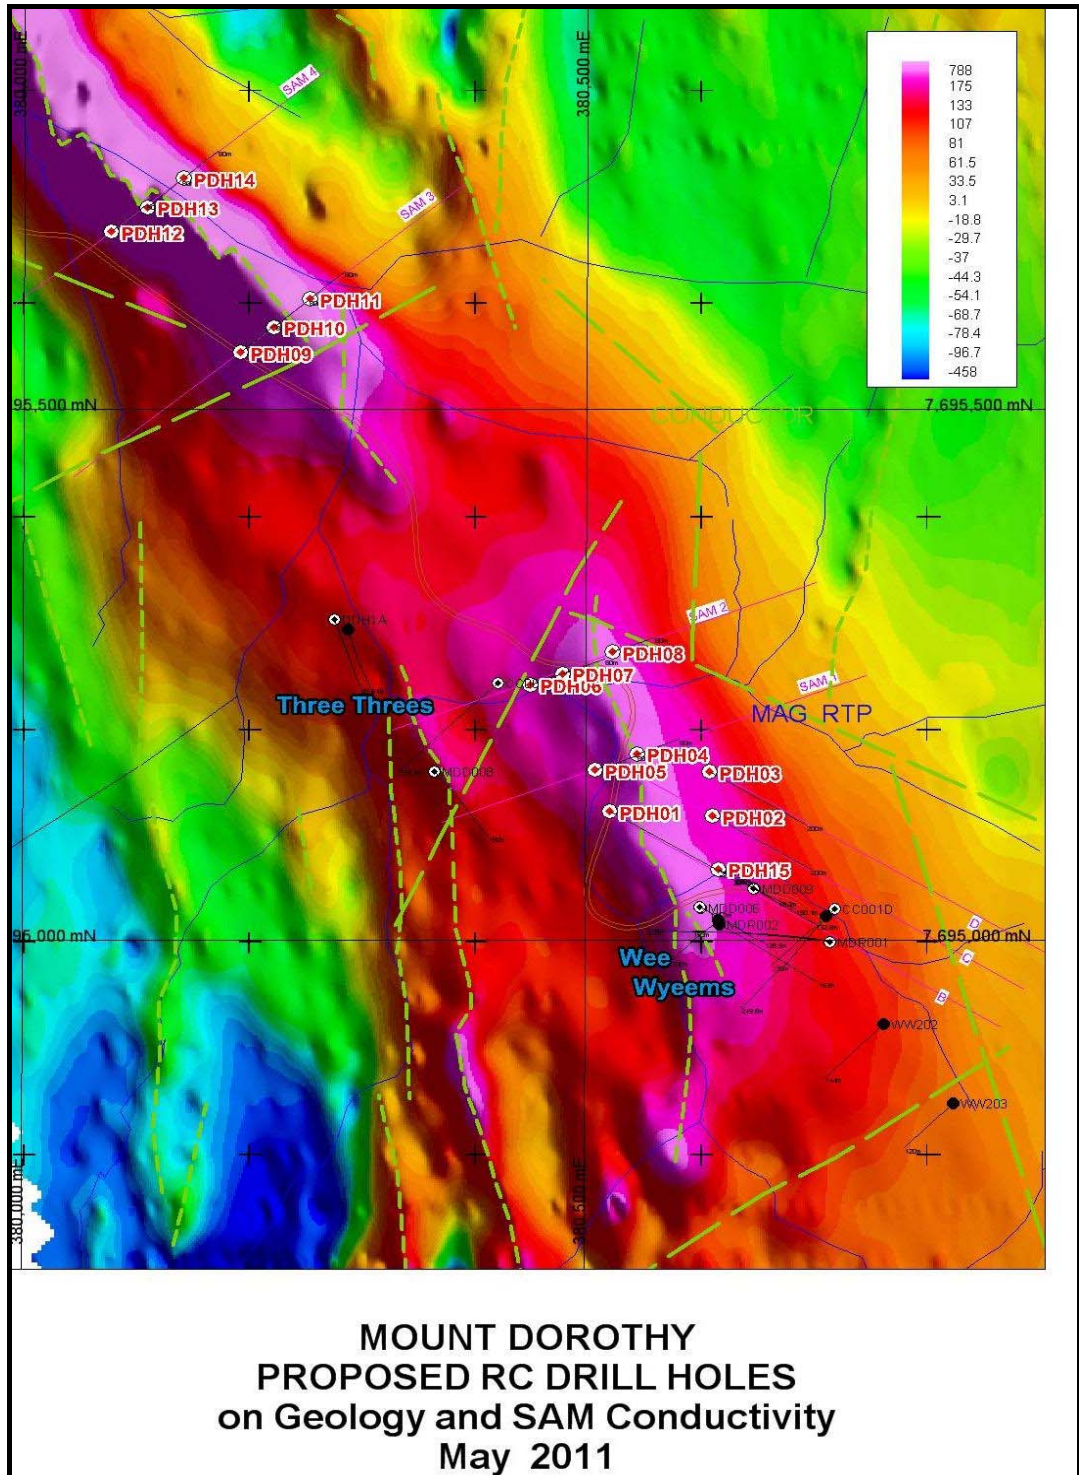 380,000 mE
380,500 mE
788
175
133
107
81
61.5
33.5
3.1
-18.8
-29.7
-37
-44.3
-54.1
-68.7
-78.4
-96.7
-458
SAM 4
PDH14
SAM 3
PDH13
PDH12
PDH11
PDH10
PDH09
95,500 mN
7,695,500 mN
CONDUCTOR
SAM 2
PDH08
PDH07
PDH06
SAM 1
Three Threes
MAG RTP
PDH04
PDH05
PDH03
MDD008
PDH01
PDH02
PDH15
MDD009
MDD006
CC001D
MDR002
D
95,000 mN
7,695,000 mN
MDR001
Wee
Wyeems
C
B
WW202
WW203
120m
380,000 mE
380,500 mE
MOUNT DOROTHY
PROPOSED RC DRILL HOLES
on Geology and SAM Conductivity
May 2011